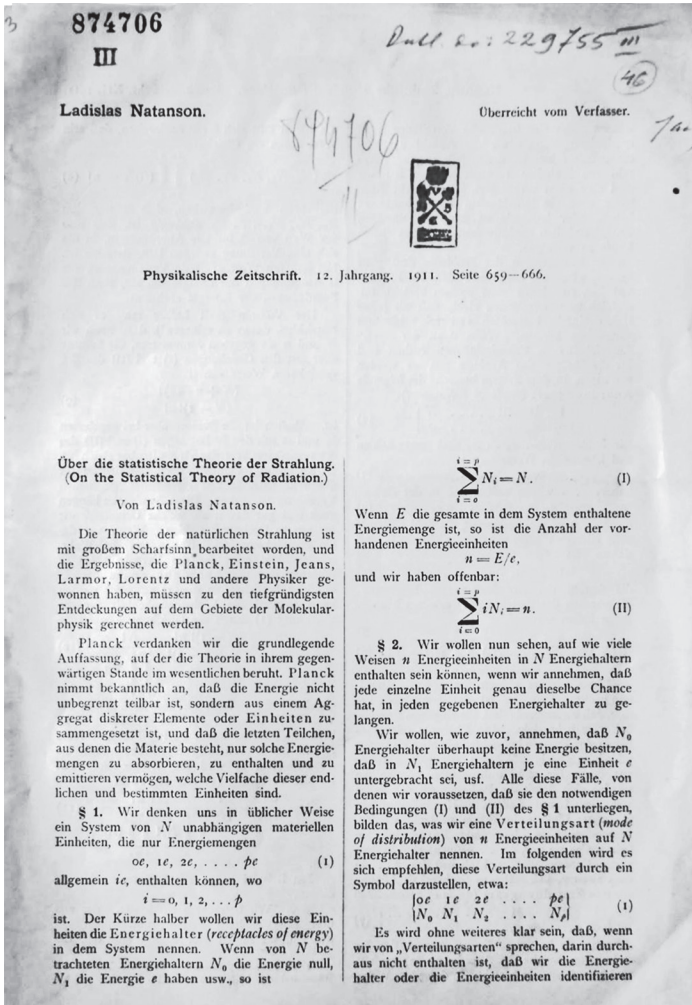 874706
III
229755 III
46
Ladislas Natanson.
Überreicht vom Verfasser.
874706
III
Physikalische Zeitschrift. 12. Jahrgang. 1911. Seite 659—666.
Über die statistische Theorie der Strahlung.
(On the Statistical Theory of Radiation.)
Von Ladislas Natanson.
Die Theorie der natürlichen Strahlung ist
mit großem Scharfsinn bearbeitet worden, und
die Ergebnisse, die Planck, Einstein, Jeans,
Larmor, Lorentz und andere Physiker ge-
wonnen haben, müssen zu den tiefgründigsten
Entdeckungen auf dem Gebiete der Molekular-
physik gerechnet werden.
Planck verdanken wir die grundlegende
Auffassung, auf der die Theorie in ihrem gegen-
wärtigen Stande im wesentlichen beruht. Planck
nimmt bekanntlich an, daß die Energie nicht
unbegrenzt teilbar ist, sondern aus einem Ag-
gregat diskreter Elemente oder Einheiten zu-
sammengesetzt ist, und daß die letzten Teilchen,
aus denen die Materie besteht, nur solche Energie-
mengen zu absorbieren, zu enthalten und zu
emittieren vermögen, welche Vielfache dieser end-
lichen und bestimmten Einheiten sind.
§ 1. Wir denken uns in üblicher Weise
ein System von N unabhängigen materiellen
Einheiten, die nur Energiemengen
0e, 1e, 2e, . . . . pe (1)
allgemein ie, enthalten können, wo
i = 0, 1, 2, . . . p
ist. Der Kürze halber wollen wir diese Ein-
heiten die Energiehalter (receptacles of energy)
in dem System nennen. Wenn von N be-
trachteten Energiehaltern N₀ die Energie null,
N₁ die Energie e haben usw., so ist
i = p
∑ Nᵢ = N. (I)
i = 0
Wenn E die gesamte in dem System enthaltene
Energiemenge ist, so ist die Anzahl der vor-
handenen Energieeinheiten
n = E/e,
und wir haben offenbar:
i = p
∑ iNᵢ = n. (II)
i = 0
§ 2. Wir wollen nun sehen, auf wie viele
Weisen n Energieeinheiten in N Energiehaltern
enthalten sein können, wenn wir annehmen, daß
jede einzelne Einheit genau dieselbe Chance
hat, in jeden gegebenen Energiehalter zu ge-
langen.
Wir wollen, wie zuvor, annehmen, daß N₀
Energiehalter überhaupt keine Energie besitzen,
daß in N₁ Energiehaltern je eine Einheit e
untergebracht sei, usf. Alle diese Fälle, von
denen wir voraussetzen, daß sie den notwendigen
Bedingungen (I) und (II) des § 1 unterliegen,
bilden das, was wir eine Verteilungsart (mode
of distribution) von n Energieeinheiten auf N
Energiehalter nennen. Im folgenden wird es
sich empfehlen, diese Verteilungsart durch ein
Symbol darzustellen, etwa:
|0e 1e 2e . . . . pe|
|N₀ N₁ N₂ . . . . Nₚ| (1)
Es wird ohne weiteres klar sein, daß, wenn
wir von „Verteilungsarten“ sprechen, darin durch-
aus nicht enthalten ist, daß wir die Energie-
halter oder die Energieeinheiten identifizieren